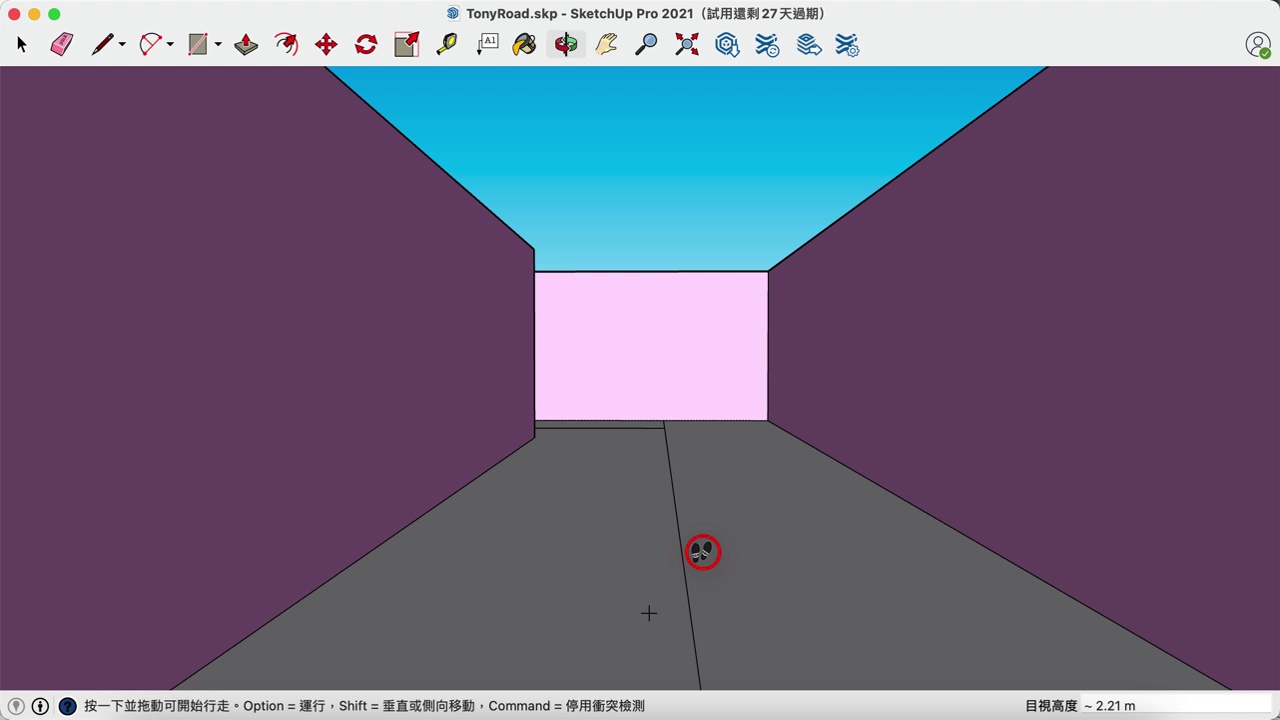 TonyRoad.skp - SketchUp Pro 2021（試用還剩 27 天過期）
A1
按一下並拖動可開始行走。Option = 運行，Shift = 垂直或側向移動，Command = 停用衝突檢測
目視高度 ~ 2.21 m